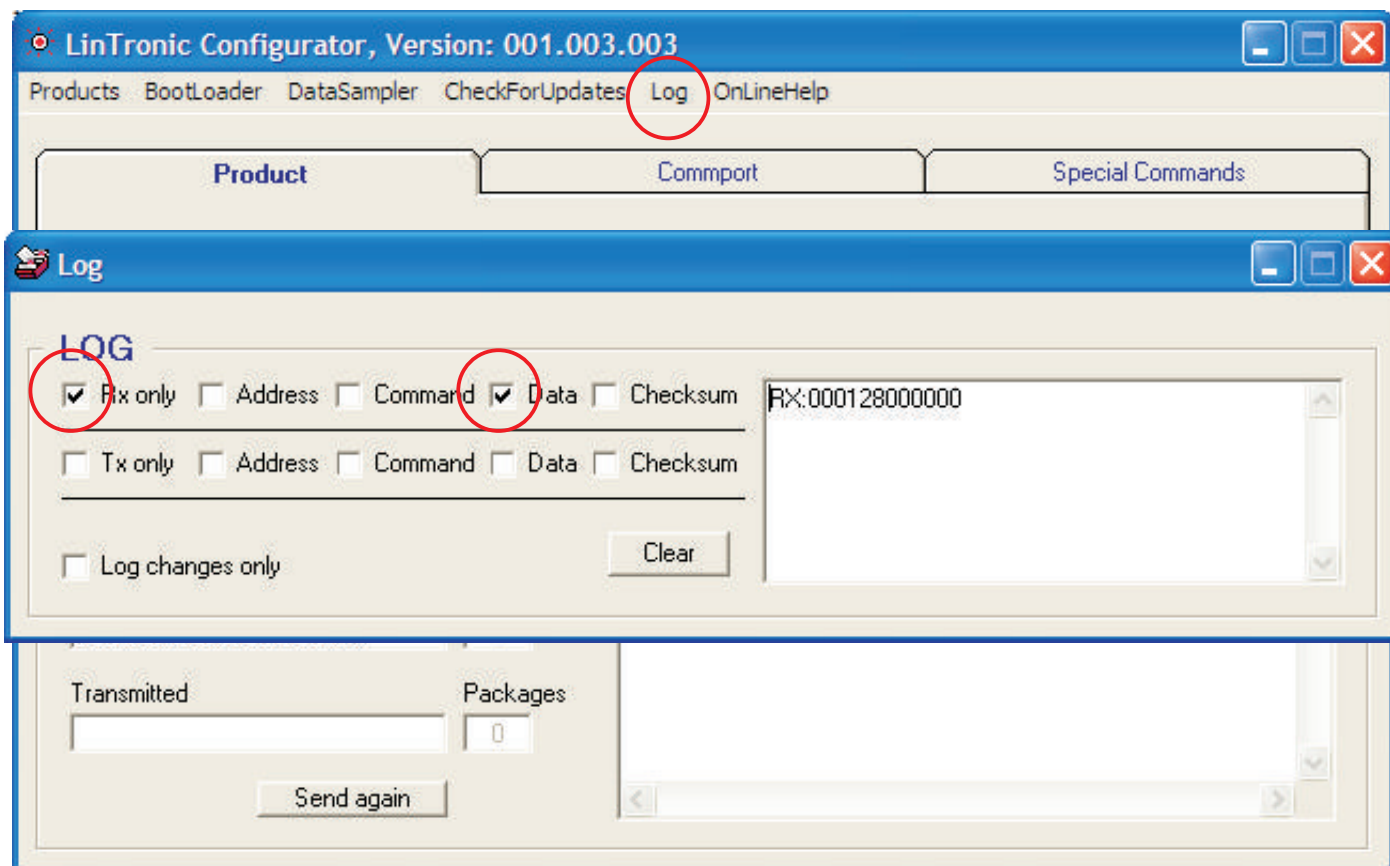 LinTronic Configurator, Version: 001.003.003
Products BootLoader DataSampler CheckForUpdates Log OnLineHelp
Product Commport Special Commands
Log
LOG
Rx only Address Command Data Checksum
RX:000128000000
Tx only Address Command Data Checksum
Log changes only
Clear
Transmitted Packages
0
Send again